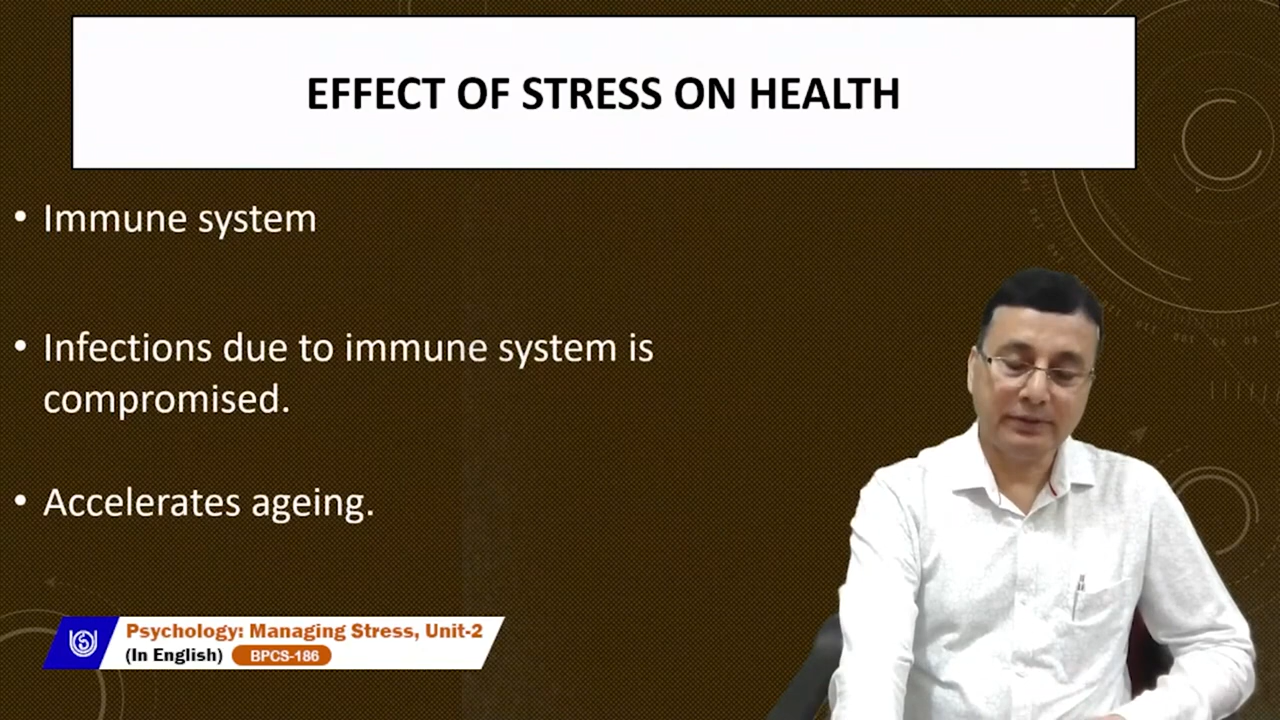 EFFECT OF STRESS ON HEALTH
• Immune system
• Infections due to immune system is
compromised.
• Accelerates ageing.
Psychology: Managing Stress, Unit-2
(In English) BPCS-186